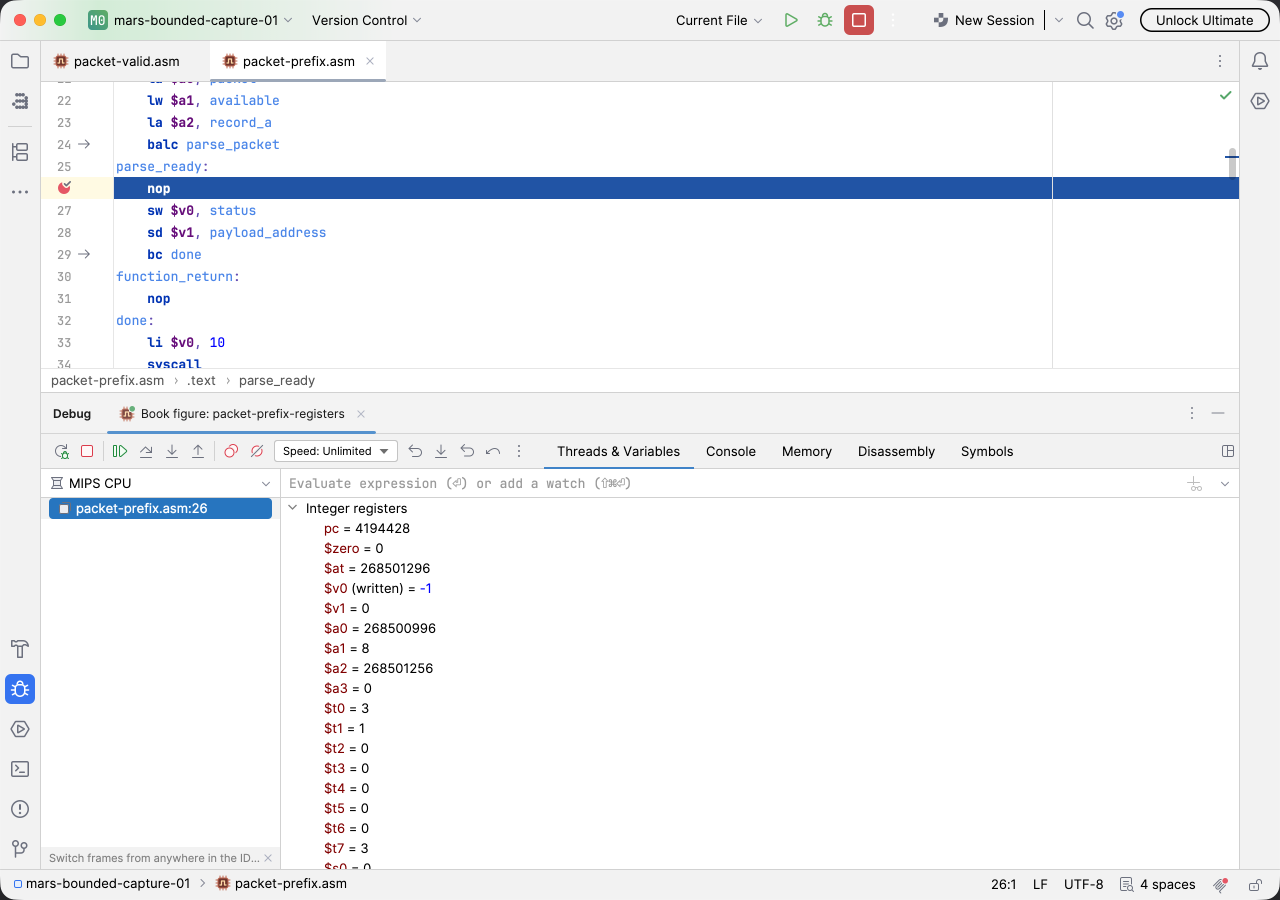 M0 mars-bounded-capture-01 Version Control Current File New Session Unlock Ultimate
packet-valid.asm packet-prefix.asm
22 lw $a1, available
23 la $a2, record_a
24 balc parse_packet
25 parse_ready:
nop
27 sw $v0, status
28 sd $v1, payload_address
29 bc done
30 function_return:
31 nop
32 done:
33 li $v0, 10
34 syscall
packet-prefix.asm › .text › parse_ready
Debug Book figure: packet-prefix-registers
Speed: Unlimited Threads & Variables Console Memory Disassembly Symbols
MIPS CPU
Evaluate expression (⏎) or add a watch (⇧⌘⏎)
packet-prefix.asm:26
Integer registers
pc = 4194428
$zero = 0
$at = 268501296
$v0 (written) = -1
$v1 = 0
$a0 = 268500996
$a1 = 8
$a2 = 268501256
$a3 = 0
$t0 = 3
$t1 = 1
$t2 = 0
$t3 = 0
$t4 = 0
$t5 = 0
$t6 = 0
$t7 = 3
$s0 = 0
Switch frames from anywhere in the ID...
mars-bounded-capture-01 › packet-prefix.asm 26:1 LF UTF-8 4 spaces